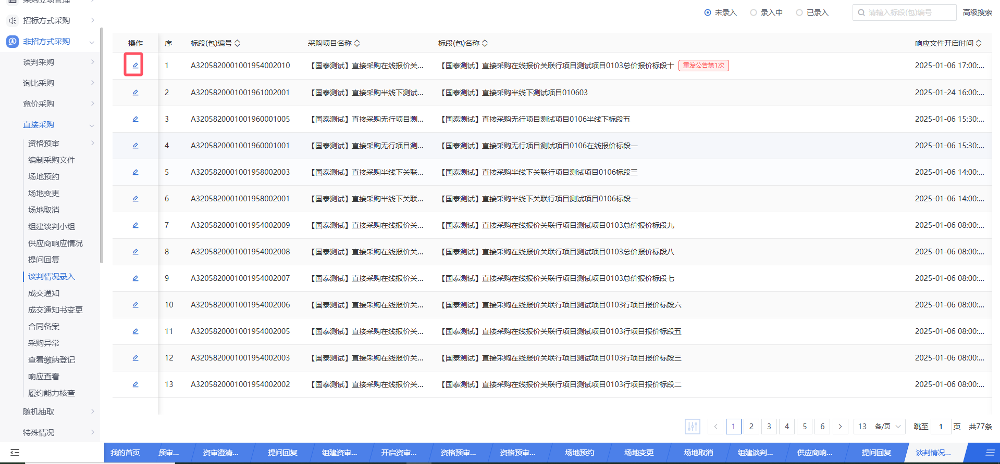 采购立项管理
招标方式采购
非招方式采购
谈判采购
询比采购
竞价采购
直接采购
资格预审
编制采购文件
场地预约
场地变更
场地取消
组建谈判小组
供应商响应情况
提问回复
谈判情况录入
成交通知
成交通知书变更
合同备案
采购异常
查看缴纳登记
响应查看
履约能力核查
随机抽取
特殊情况
未录入 录入中 已录入 请输入标段(包)编号 高级搜索
操作 序 标段(包)编号 采购项目名称 标段(包)名称 响应文件开启时间
1 A3205820001001954002010 【国泰测试】直接采购在线报价关... 【国泰测试】直接采购在线报价关联行项目测试项目0103总价报价标段十 重发公告第1次 2025-01-06 17:00:...
2 A3205820001001961002001 【国泰测试】直接采购半线下测试... 【国泰测试】直接采购半线下测试项目010603 2025-01-24 16:00:...
3 A3205820001001960001005 【国泰测试】直接采购无行项目测... 【国泰测试】直接采购无行项目测试项目0106半线下标段五 2025-01-06 15:30:...
4 A3205820001001960001001 【国泰测试】直接采购无行项目测... 【国泰测试】直接采购无行项目测试项目0106在线报价标段一 2025-01-06 15:30:...
5 A3205820001001958002003 【国泰测试】直接采购半线下关联... 【国泰测试】直接采购半线下关联行项目测试项目0106标段三 2025-01-06 14:00:...
6 A3205820001001958002001 【国泰测试】直接采购半线下关联... 【国泰测试】直接采购半线下关联行项目测试项目0106标段一 2025-01-06 14:00:...
7 A3205820001001954002009 【国泰测试】直接采购在线报价关... 【国泰测试】直接采购在线报价关联行项目测试项目0103总价报价标段九 2025-01-06 08:00:...
8 A3205820001001954002008 【国泰测试】直接采购在线报价关... 【国泰测试】直接采购在线报价关联行项目测试项目0103总价报价标段八 2025-01-06 08:00:...
9 A3205820001001954002007 【国泰测试】直接采购在线报价关... 【国泰测试】直接采购在线报价关联行项目测试项目0103总价报价标段七 2025-01-06 08:00:...
10 A3205820001001954002006 【国泰测试】直接采购在线报价关... 【国泰测试】直接采购在线报价关联行项目测试项目0103行项目报价标段六 2025-01-06 08:00:...
11 A3205820001001954002005 【国泰测试】直接采购在线报价关... 【国泰测试】直接采购在线报价关联行项目测试项目0103行项目报价标段五 2025-01-06 08:00:...
12 A3205820001001954002003 【国泰测试】直接采购在线报价关... 【国泰测试】直接采购在线报价关联行项目测试项目0103行项目报价标段三 2025-01-06 08:00:...
13 A3205820001001954002002 【国泰测试】直接采购在线报价关... 【国泰测试】直接采购在线报价关联行项目测试项目0103行项目报价标段二 2025-01-06 08:00:...
1 2 3 4 5 6 13 条/页 跳至 1 页 共77条
我的首页 预审... 资审澄清... 提问回复 组建资审... 开启资审... 资格预审... 资格预审... 场地预约 场地变更 场地取消 组建谈判... 供应商响... 提问回复 谈判情况...